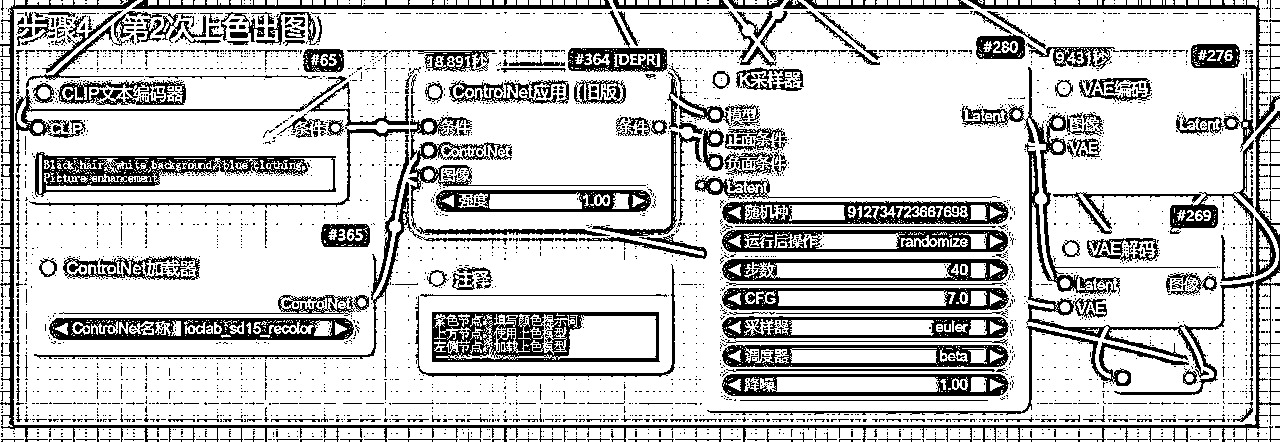 步骤4 (第2次上色出图)
#65
CLIP文本编码器
CLIP
条件
Black hair, white background, blue clothing,
Picture enhancement
#365
ControlNet加载器
ControlNet
ControlNet名称 ioclab_sd15_recolor
18.891秒
#364 [DEPR]
ControlNet应用 (旧版)
条件
条件
ControlNet
图像
强度
1.00
注释
紫色节点：填写颜色提示词
上方节点：使用上色模型
左侧节点：加载上色模型
#280
K采样器
模型
Latent
正面条件
负面条件
Latent
随机种 912734723667698
运行后操作 randomize
步数 40
CFG 7.0
采样器 euler
调度器 beta
降噪 1.00
9.431秒
#276
VAE编码
图像
Latent
VAE
#269
VAE解码
Latent
图像
VAE